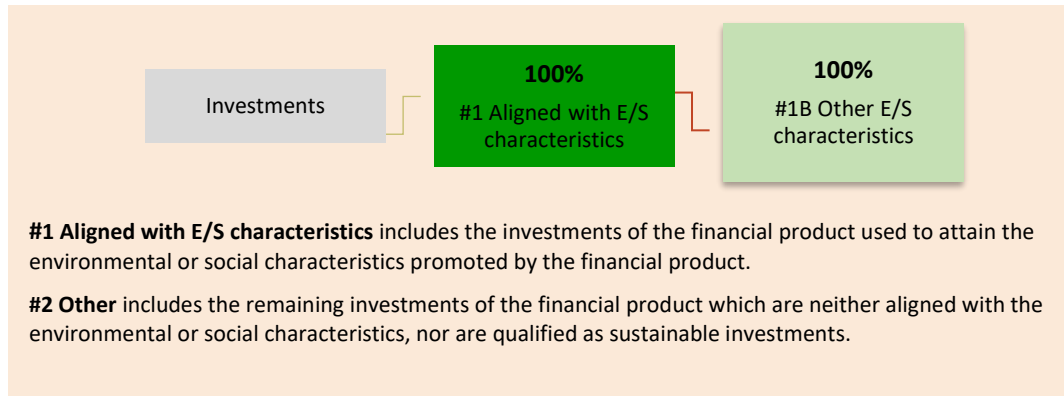 Investments
100%
#1 Aligned with E/S
characteristics
100%
#1B Other E/S
characteristics
#1 Aligned with E/S characteristics includes the investments of the financial product used to attain the
environmental or social characteristics promoted by the financial product.
#2 Other includes the remaining investments of the financial product which are neither aligned with the
environmental or social characteristics, nor are qualified as sustainable investments.